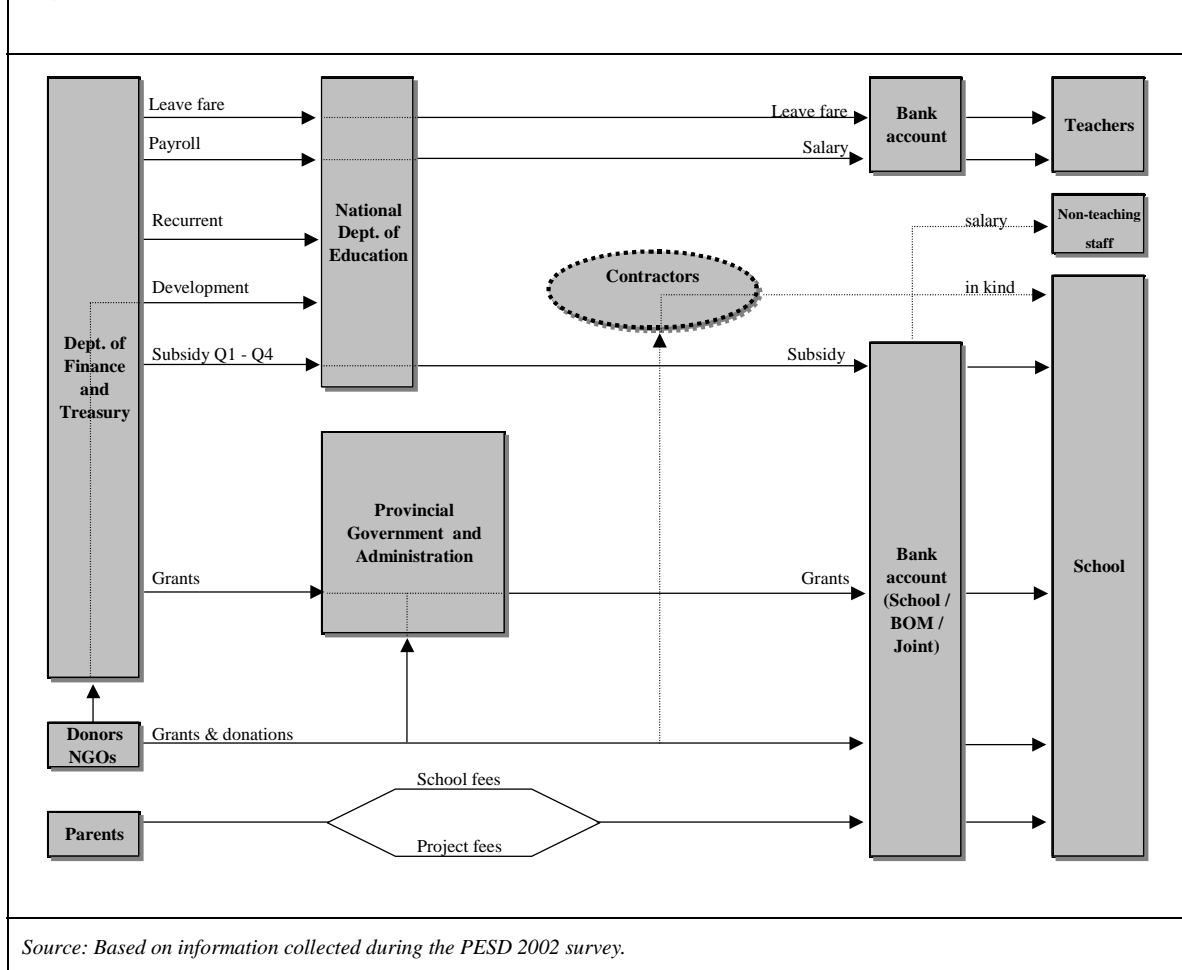 Leave fare
Leave fare
Bank
account
Teachers
Payroll
Salary
National
Dept. of
Education
Recurrent
salary
Non-teaching
staff
Contractors
Development
in kind
Dept. of
Finance
and
Treasury
Subsidy Q1 - Q4
Subsidy
Provincial
Government and
Administration
Bank
account
(School /
BOM /
Joint)
School
Grants
Grants
Donors
NGOs
Grants & donations
School fees
Parents
Project fees
Source: Based on information collected during the PESD 2002 survey.